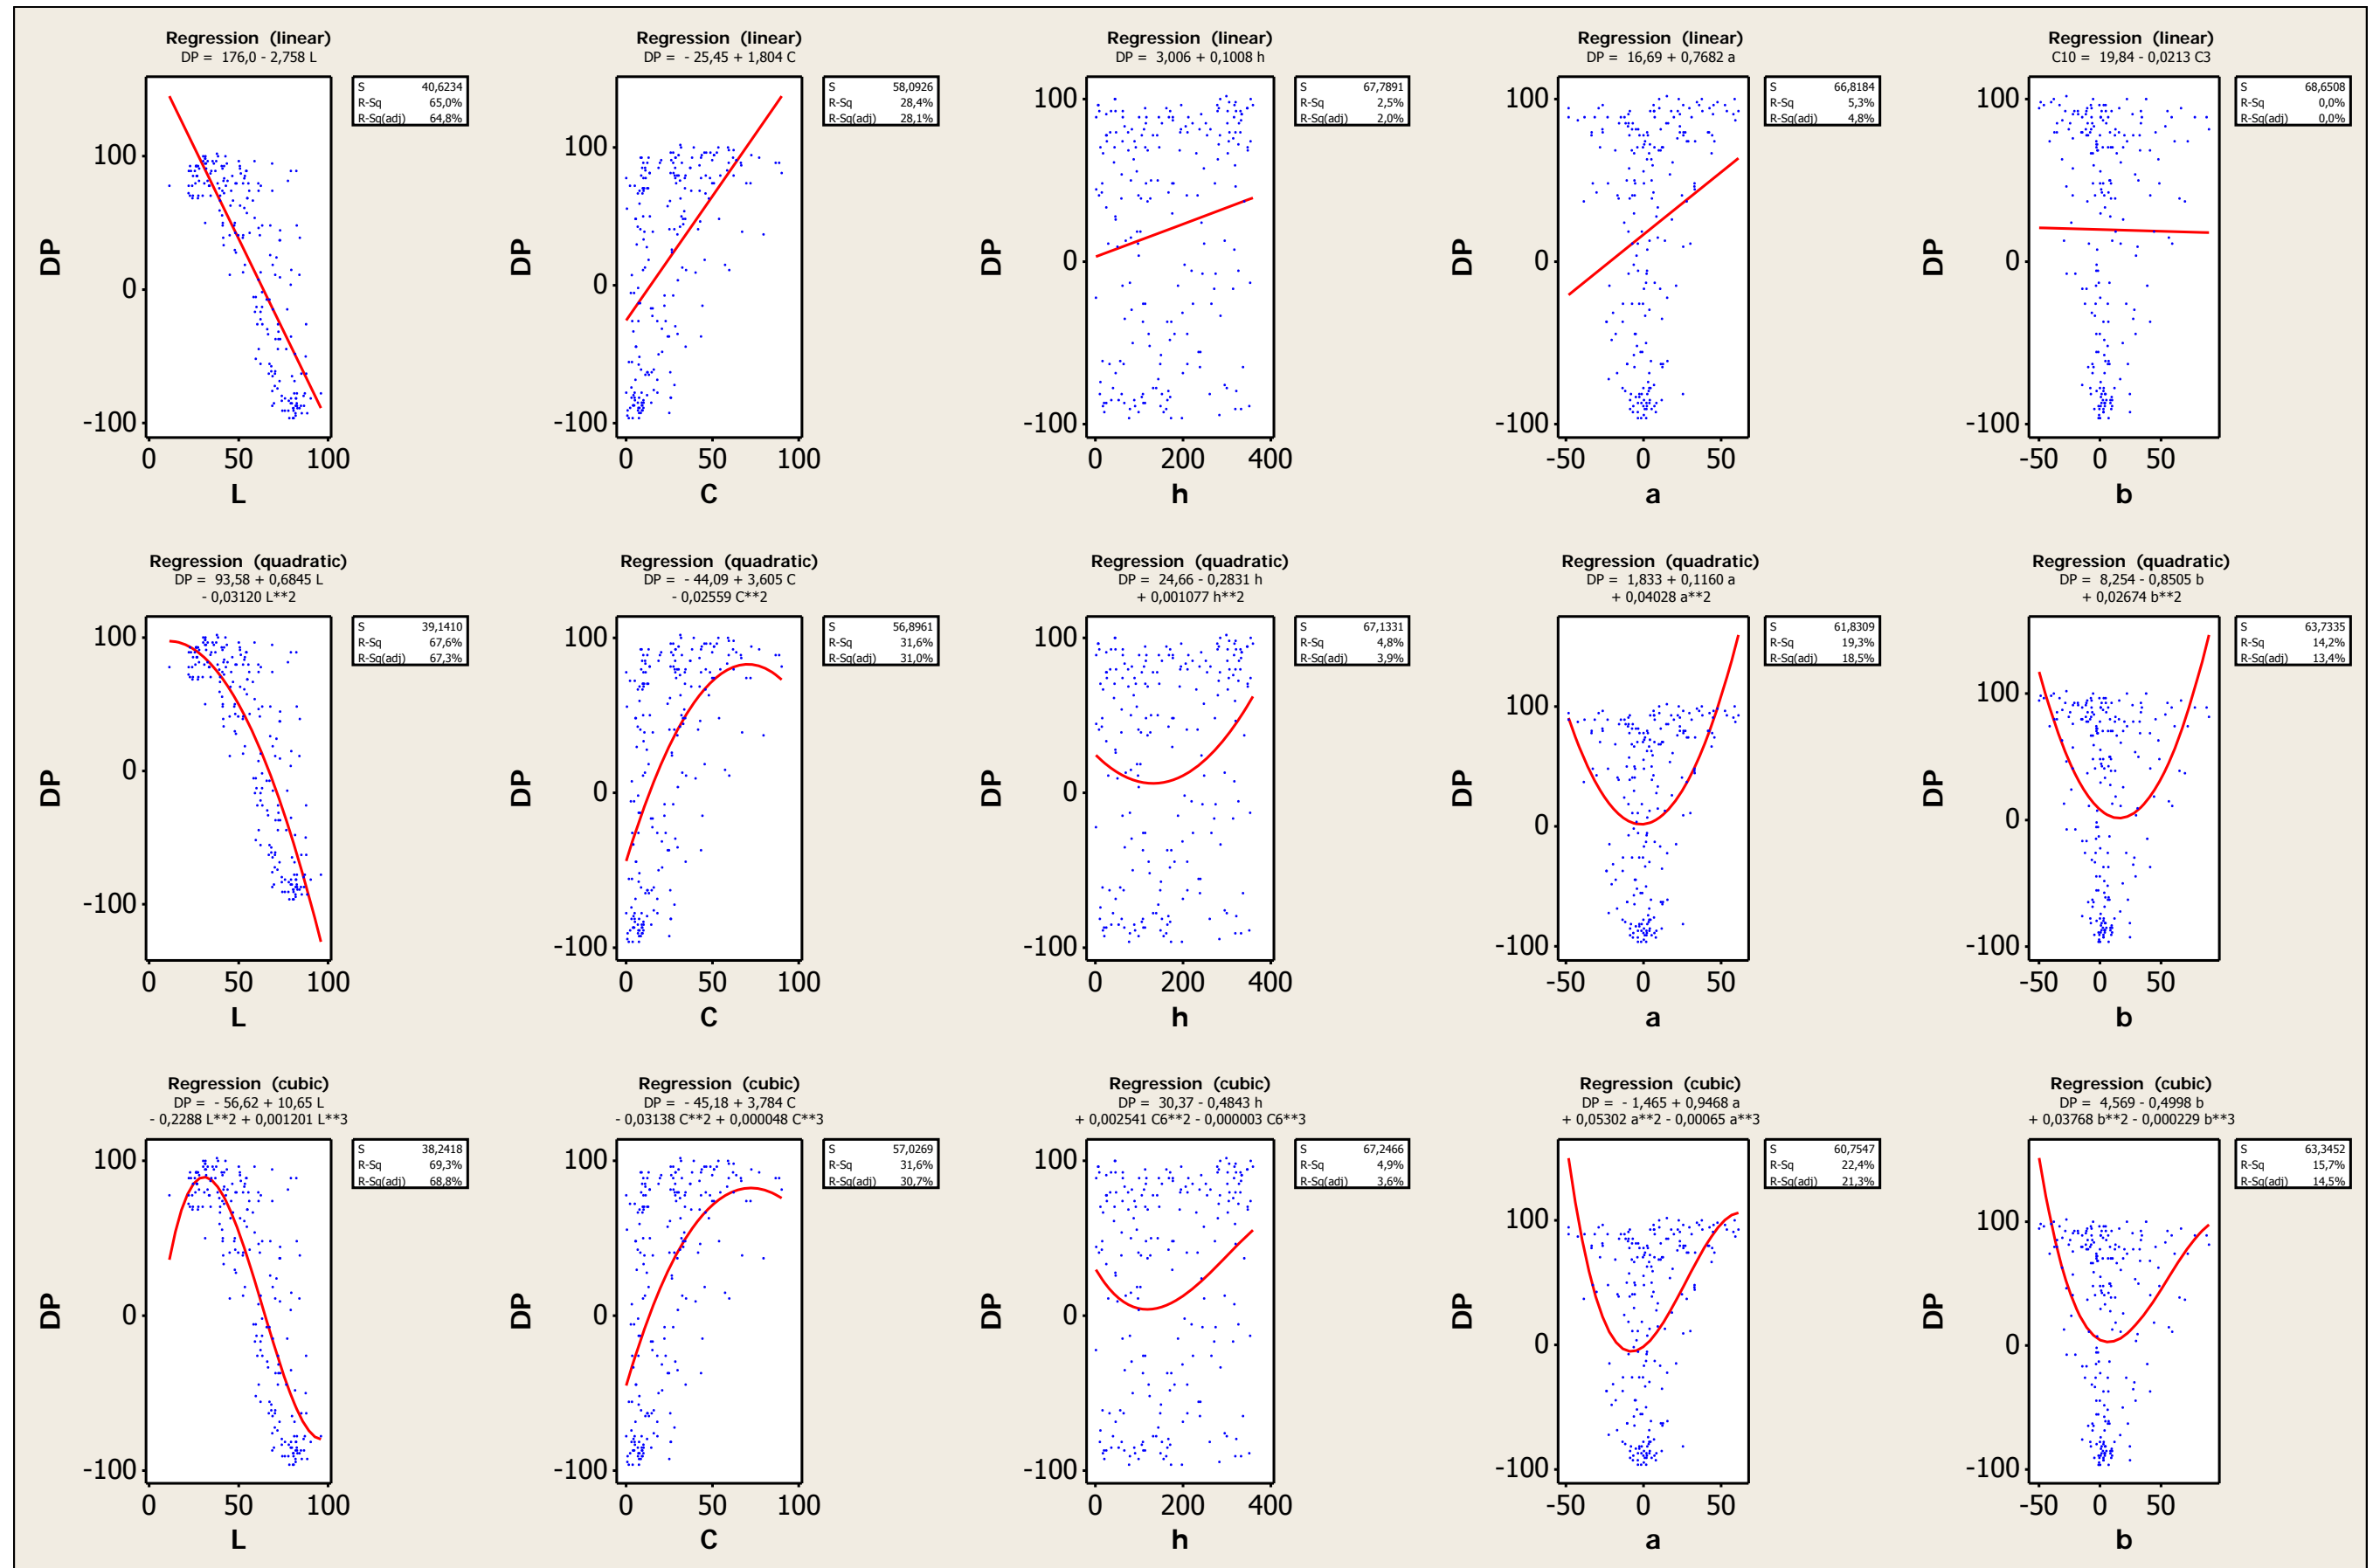 Regression (linear)
DP = 176,0 - 2,758 L
S 40,6234
R-Sq 65,0%
R-Sq(adj) 64,8%
DP
100
0
-100
0 50 100
L
Regression (linear)
DP = - 25,45 + 1,804 C
S 58,0926
R-Sq 28,4%
R-Sq(adj) 28,1%
DP
100
0
-100
0 50 100
C
Regression (linear)
DP = 3,006 + 0,1008 h
S 67,7891
R-Sq 2,5%
R-Sq(adj) 2,0%
DP
100
0
-100
0 200 400
h
Regression (linear)
DP = 16,69 + 0,7682 a
S 66,8184
R-Sq 5,3%
R-Sq(adj) 4,8%
DP
100
0
-100
-50 0 50
a
Regression (linear)
C10 = 19,84 - 0,0213 C3
S 68,6508
R-Sq 0,0%
R-Sq(adj) 0,0%
DP
100
0
-100
-50 0 50
b
Regression (quadratic)
DP = 93,58 + 0,6845 L
- 0,03120 L**2
S 39,1410
R-Sq 67,6%
R-Sq(adj) 67,3%
DP
100
0
-100
0 50 100
L
Regression (quadratic)
DP = - 44,09 + 3,605 C
- 0,02559 C**2
S 56,8961
R-Sq 31,6%
R-Sq(adj) 31,0%
DP
100
0
-100
0 50 100
C
Regression (quadratic)
DP = 24,66 - 0,2831 h
+ 0,001077 h**2
S 67,1331
R-Sq 4,8%
R-Sq(adj) 3,9%
DP
100
0
-100
0 200 400
h
Regression (quadratic)
DP = 1,833 + 0,1160 a
+ 0,04028 a**2
S 61,8309
R-Sq 19,3%
R-Sq(adj) 18,5%
DP
100
0
-100
-50 0 50
a
Regression (quadratic)
DP = 8,254 - 0,8505 b
+ 0,02674 b**2
S 63,7335
R-Sq 14,2%
R-Sq(adj) 13,4%
DP
100
0
-100
-50 0 50
b
Regression (cubic)
DP = - 56,62 + 10,65 L
- 0,2288 L**2 + 0,001201 L**3
S 38,2418
R-Sq 69,3%
R-Sq(adj) 68,8%
DP
100
0
-100
0 50 100
L
Regression (cubic)
DP = - 45,18 + 3,784 C
- 0,03138 C**2 + 0,000048 C**3
S 57,0269
R-Sq 31,6%
R-Sq(adj) 30,7%
DP
100
0
-100
0 50 100
C
Regression (cubic)
DP = 30,37 - 0,4843 h
+ 0,002541 C6**2 - 0,000003 C6**3
S 67,2466
R-Sq 4,9%
R-Sq(adj) 3,6%
DP
100
0
-100
0 200 400
h
Regression (cubic)
DP = - 1,465 + 0,9468 a
+ 0,05302 a**2 - 0,00065 a**3
S 60,7547
R-Sq 22,4%
R-Sq(adj) 21,3%
DP
100
0
-100
-50 0 50
a
Regression (cubic)
DP = 4,569 - 0,4998 b
+ 0,03768 b**2 - 0,000229 b**3
S 63,3452
R-Sq 15,7%
R-Sq(adj) 14,5%
DP
100
0
-100
-50 0 50
b